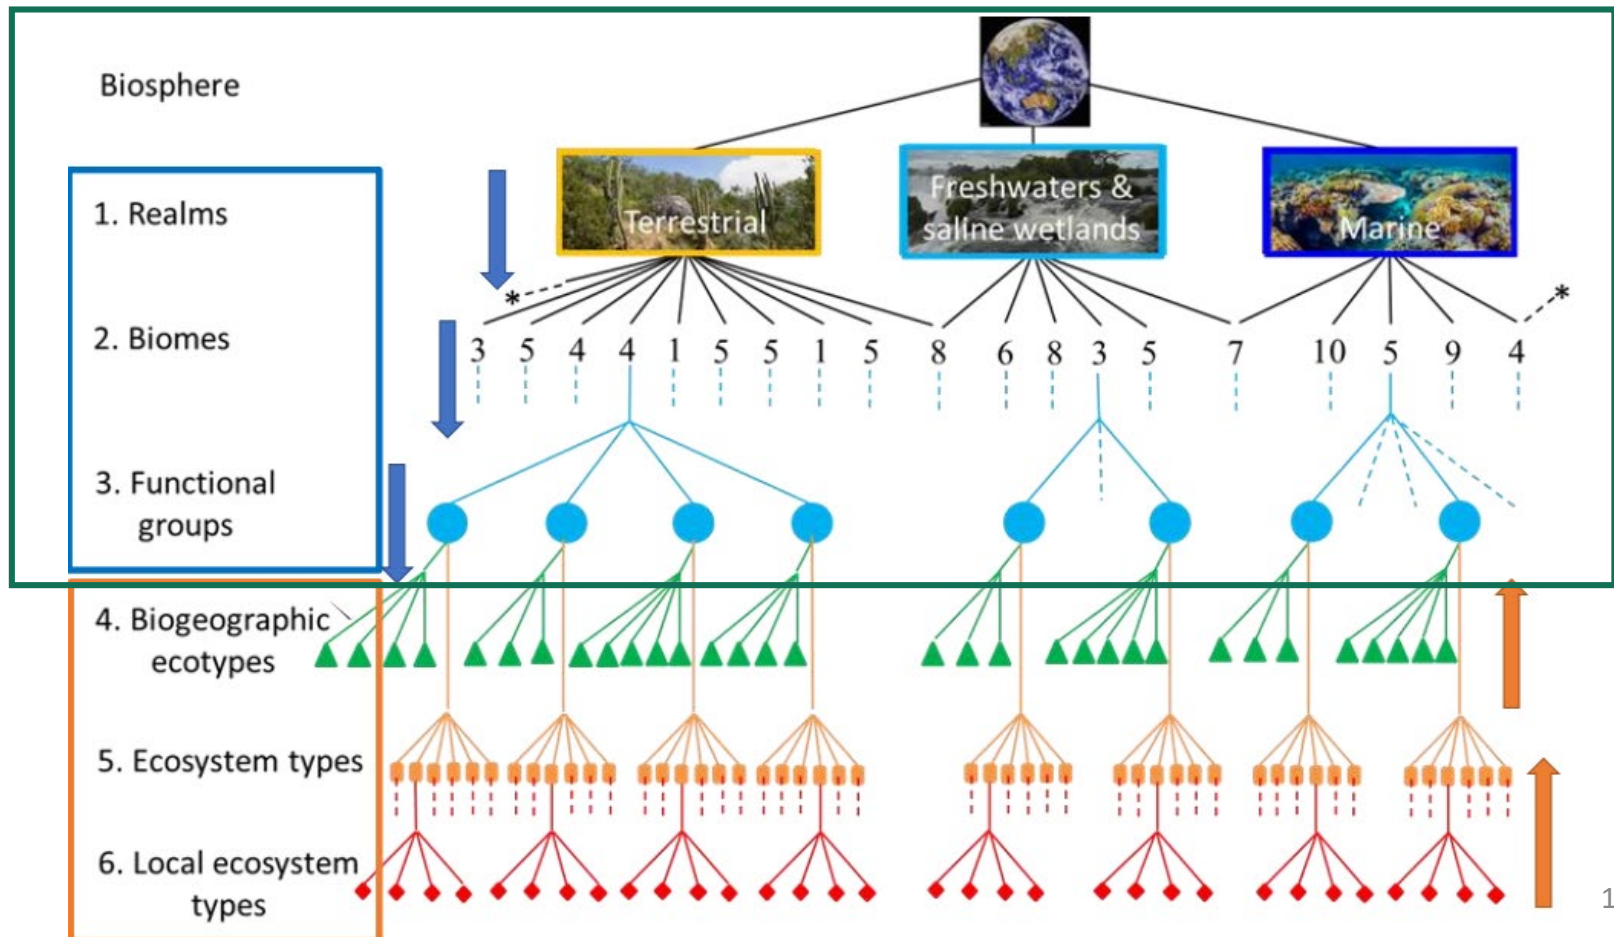 Biosphere
1. Realms
Terrestrial
Freshwaters &
saline wetlands
Marine
*
*
2. Biomes
3 5 4 4 1 5 5 1 5 8 6 8 3 5 7 10 5 9 4
3. Functional
groups
4. Biogeographic
ecotypes
5. Ecosystem types
6. Local ecosystem
types
1